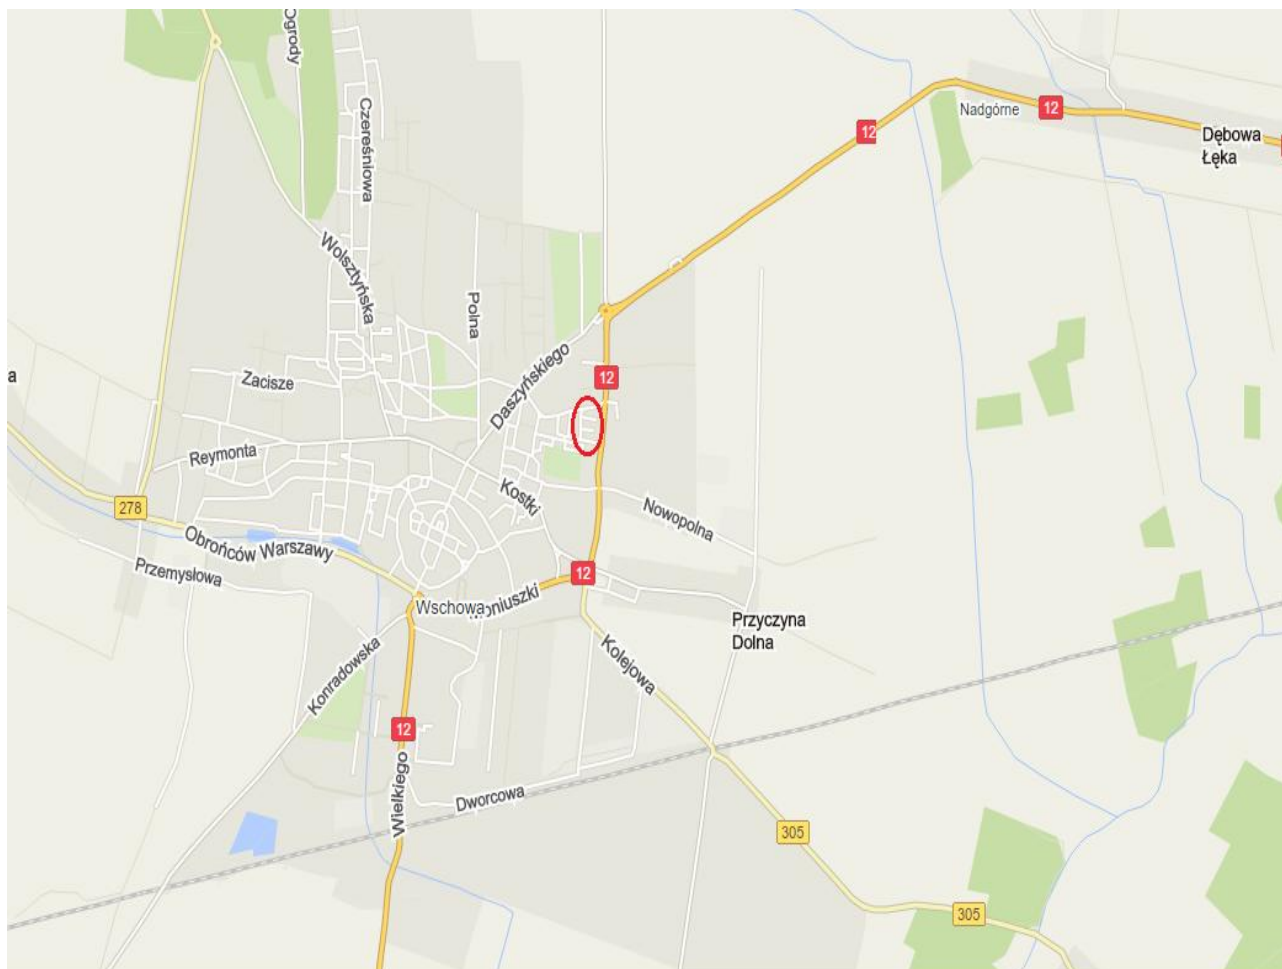 Ogrody
Czereśniowa
12
Nadgórne
12
Dębowa
Łęka
Wolsztyńska
Polna
Daszyńskiego
12
a
Zacisze
Reymonta
Kostki
Nowopolna
278
Obrońców Warszawy
Przemysłowa
12
Wschowa
oniuszki
Przyczyna
Dolna
Kolejowa
Konradowska
12
Wielkiego
Dworcowa
305
305